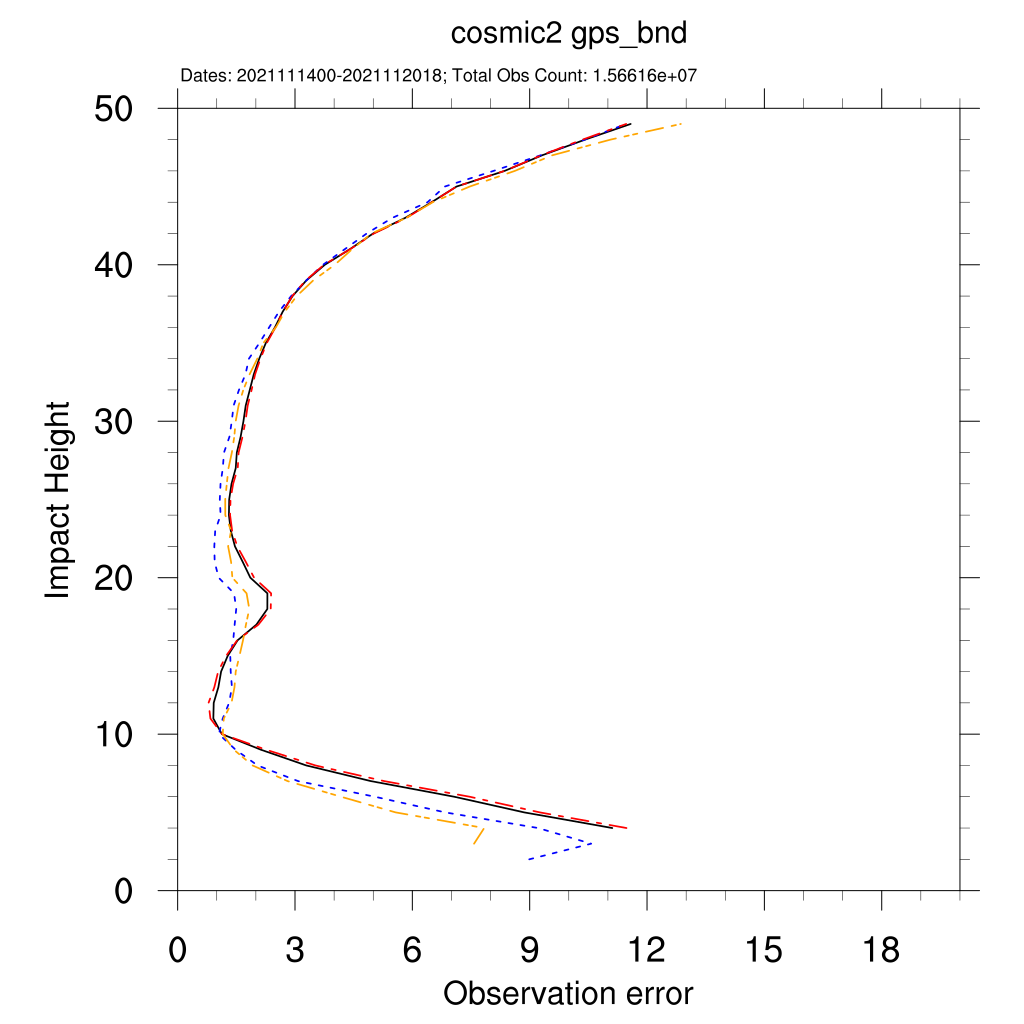 cosmic2 gps_bnd
Dates: 2021111400-2021112018; Total Obs Count: 1.56616e+07
50
40
30
20
10
0
Impact Height
0 3 6 9 12 15 18
Observation error